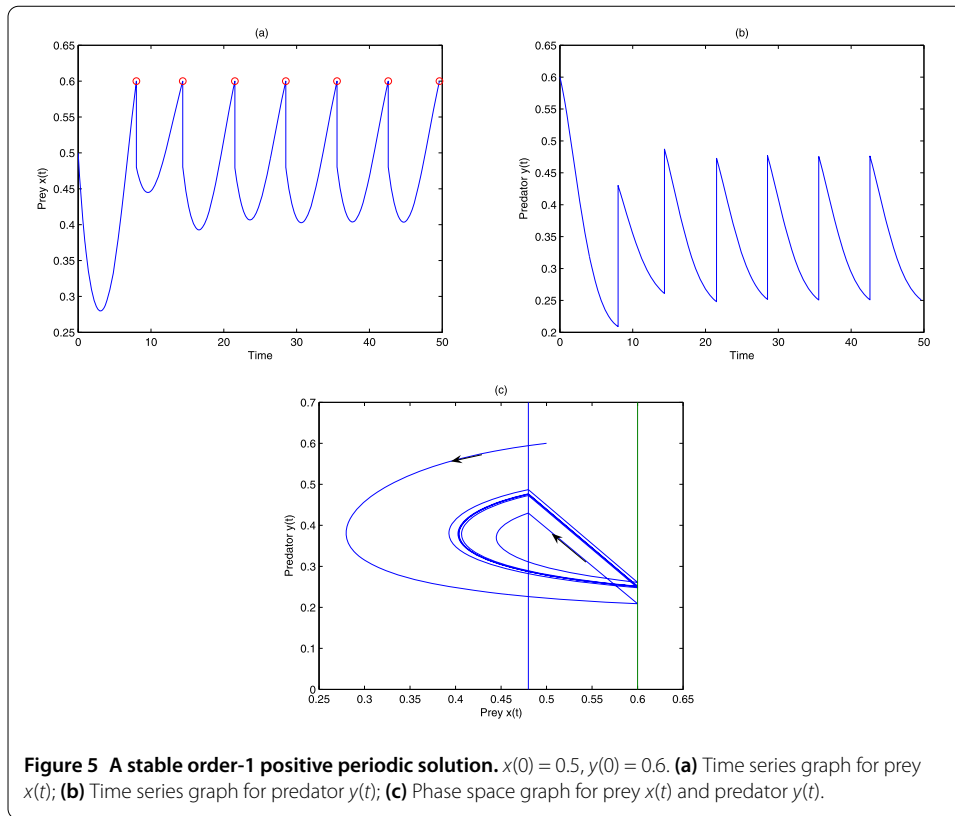 (a)
0.65
0.6
0.55
0.5
0.45
0.4
0.35
0.3
0.25
0 10 20 30 40 50
Prey x(t)
Time
(b)
0.65
0.6
0.55
0.5
0.45
0.4
0.35
0.3
0.25
0.2
0 10 20 30 40 50
Predator y(t)
Time
(c)
0.7
0.6
0.5
0.4
0.3
0.2
0.1
0
0.25 0.3 0.35 0.4 0.45 0.5 0.55 0.6 0.65
Predator y(t)
Prey x(t)
Figure 5 A stable order-1 positive periodic solution. x(0) = 0.5, y(0) = 0.6. (a) Time series graph for prey
x(t); (b) Time series graph for predator y(t); (c) Phase space graph for prey x(t) and predator y(t).